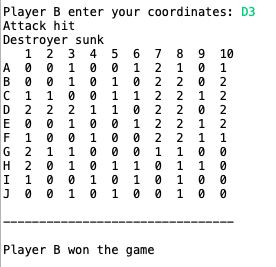 Player B enter your coordinates: D3
Attack hit
Destroyer sunk
1 2 3 4 5 6 7 8 9 10
A 0 0 1 0 0 1 2 1 0 1
B 0 0 1 0 1 0 2 2 0 2
C 1 1 0 0 1 1 2 2 1 2
D 2 2 2 1 1 0 2 2 0 2
E 0 0 1 0 0 1 2 2 1 2
F 1 0 0 1 0 0 2 2 1 1
G 2 1 1 0 0 0 1 1 0 0
H 2 0 1 0 1 1 0 1 1 0
I 1 0 0 1 0 1 0 1 0 0
J 0 0 1 0 1 0 0 1 0 0
--------------------------------
Player B won the game